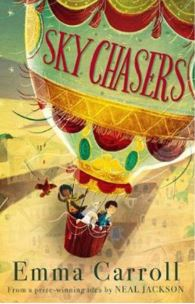 SKY CHASERS
Emma Carroll
From a prize-winning idea by NEAL JACKSON